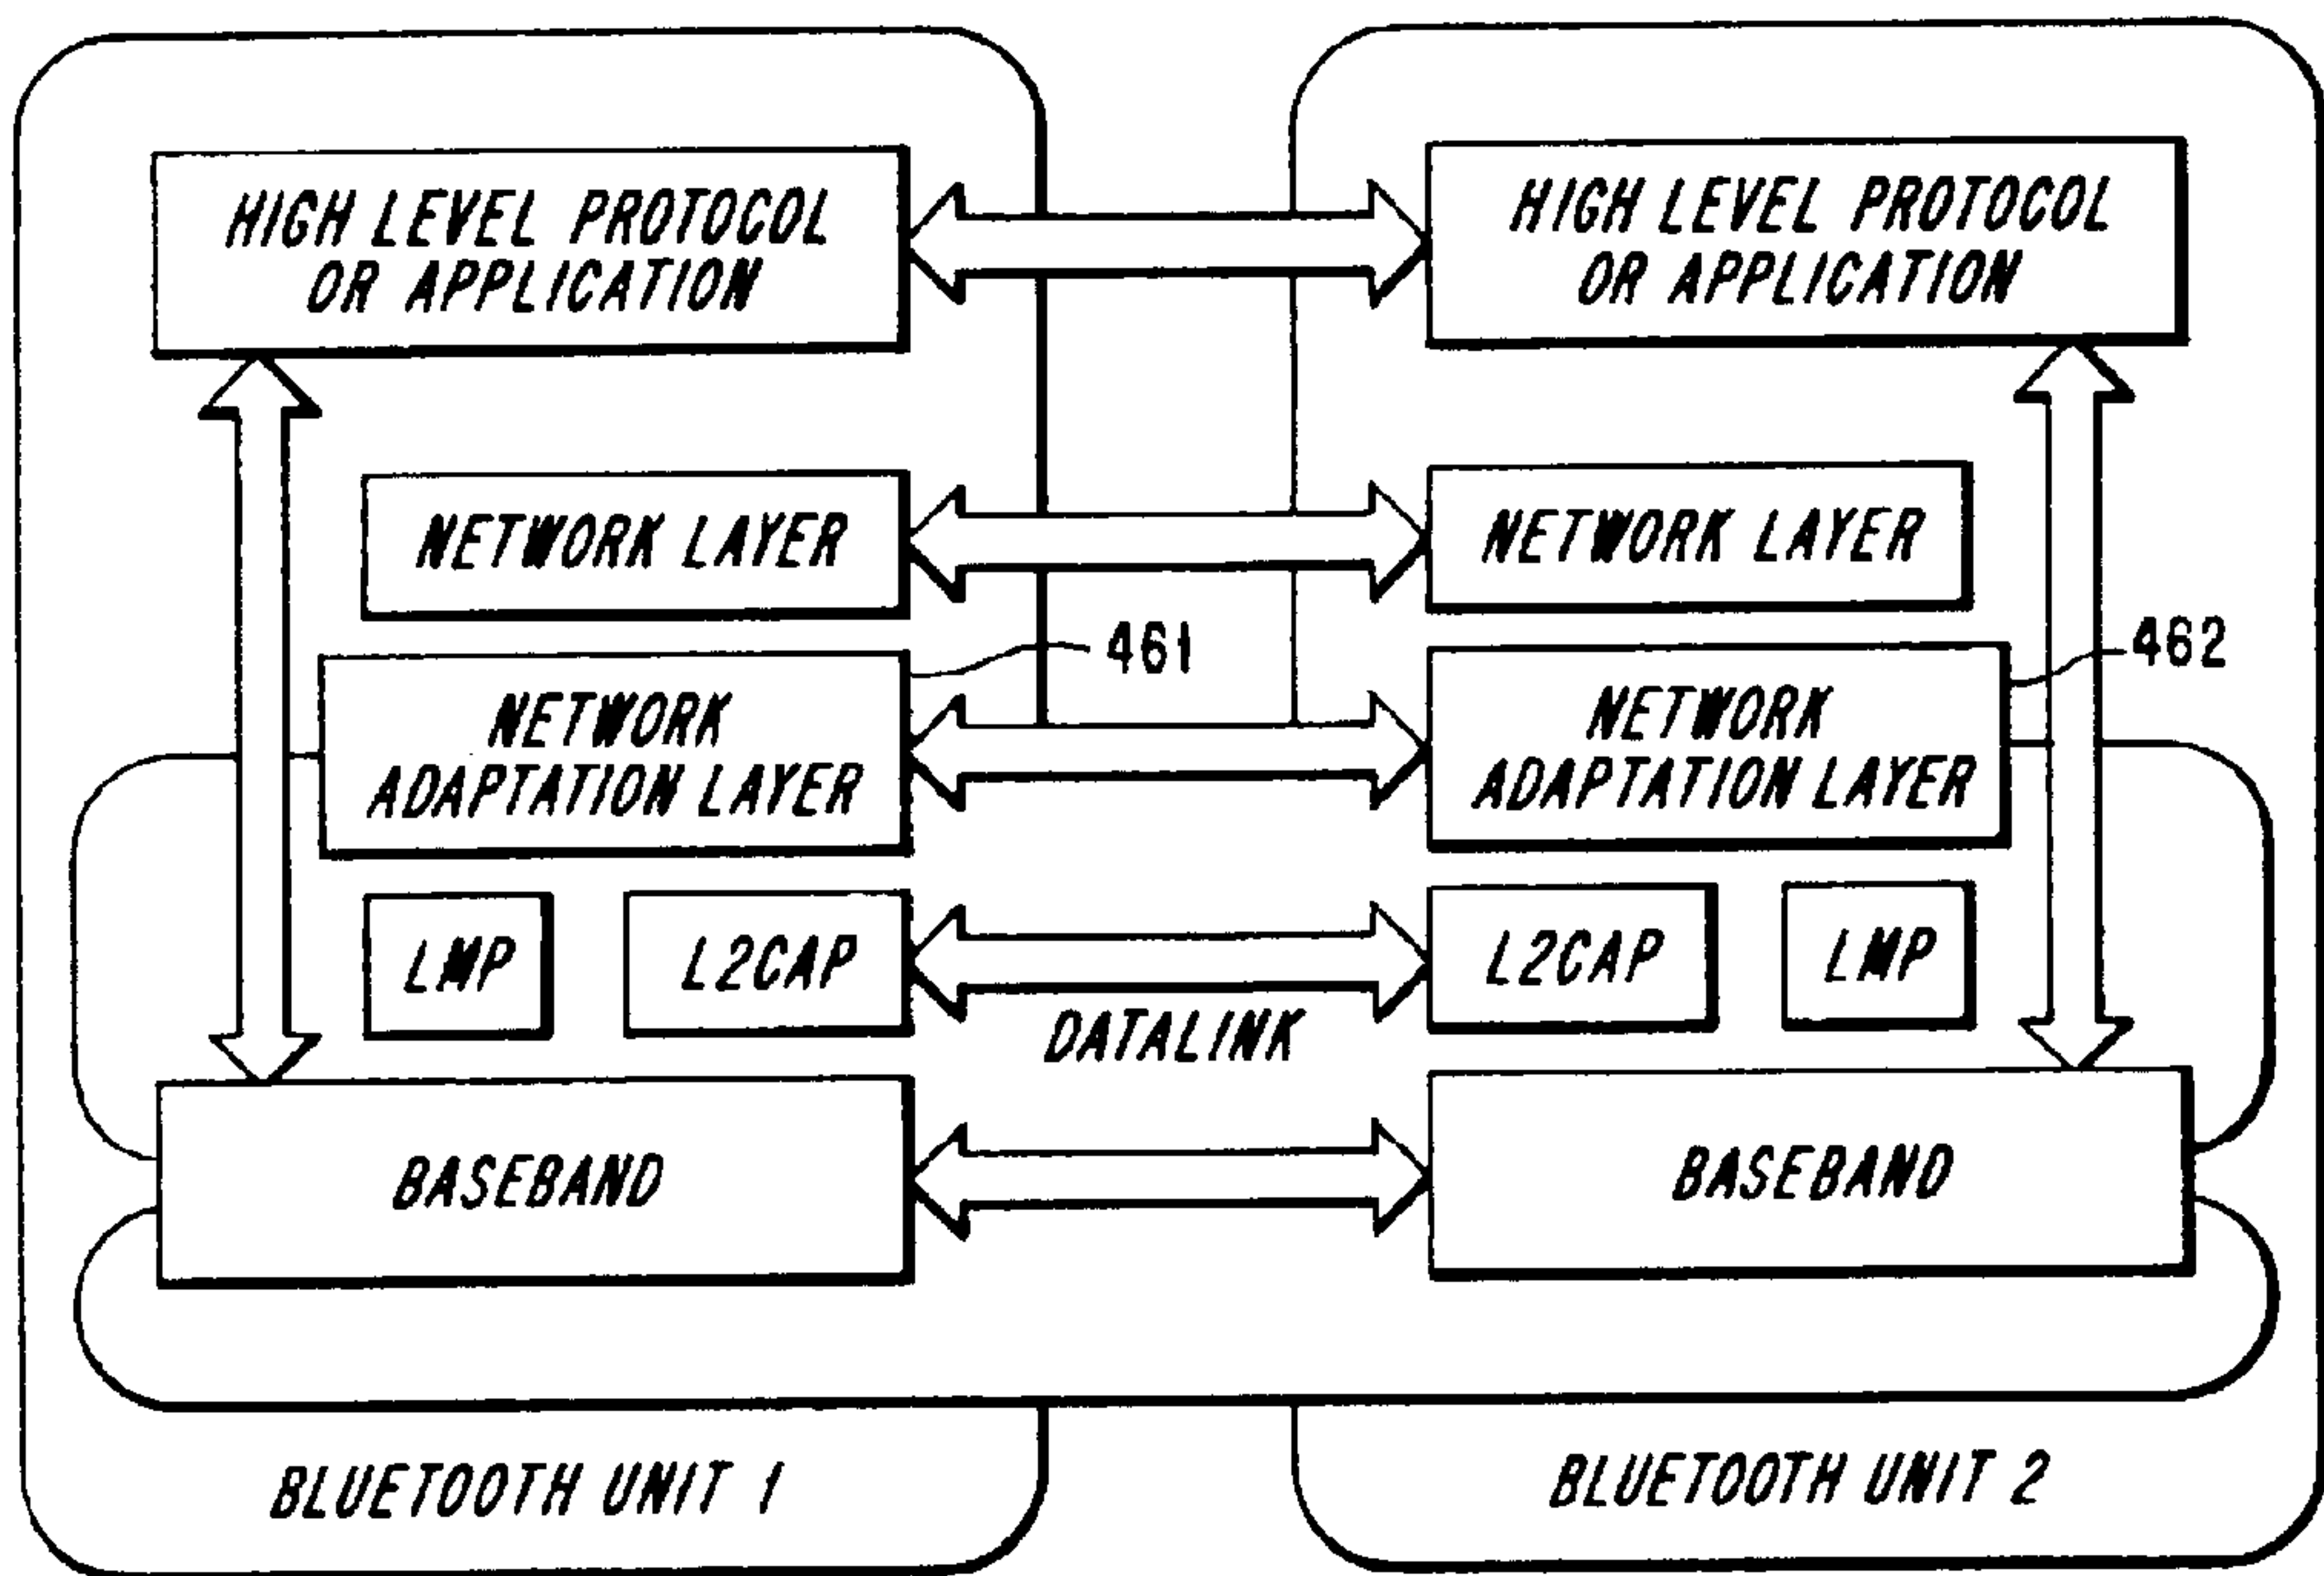 HIGH LEVEL PROTOCOL
OR APPLICATION
HIGH LEVEL PROTOCOL
OR APPLICATION
NETWORK LAYER
NETWORK LAYER
461
462
NETWORK
ADAPTATION LAYER
NETWORK
ADAPTATION LAYER
LMP
L2CAP
L2CAP
LMP
DATALINK
BASEBAND
BASEBAND
BLUETOOTH UNIT 1
BLUETOOTH UNIT 2